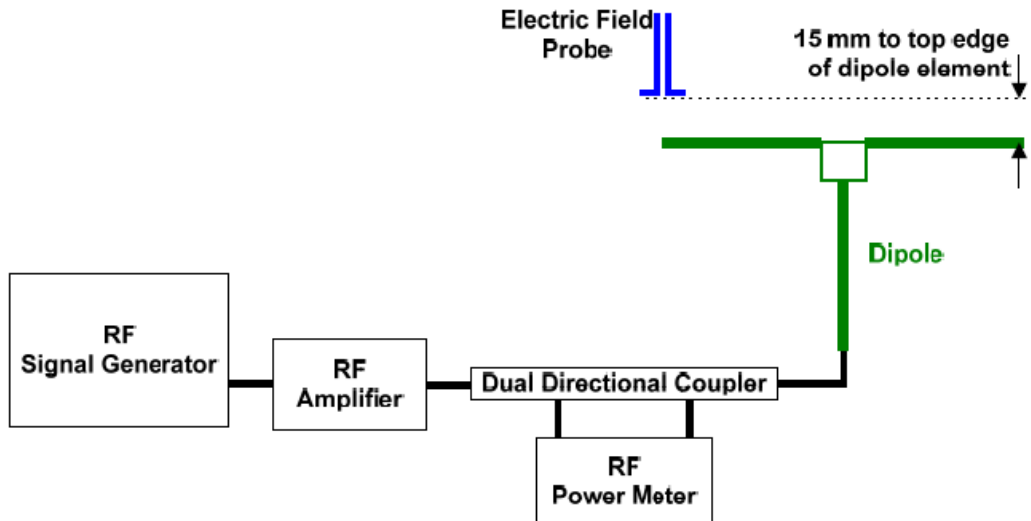 Electric Field
Probe
15 mm to top edge
of dipole element
Dipole
RF
Signal Generator
RF
Amplifier
Dual Directional Coupler
RF
Power Meter